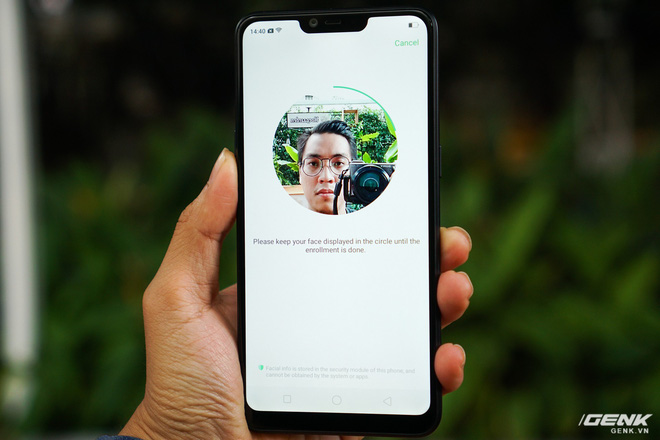 14:40
Cancel
Please keep your face displayed in the circle until the
enrollment is done.
Facial info is stored in the security module of this phone, and
cannot be obtained by the system or apps.
GENK
GENK.VN